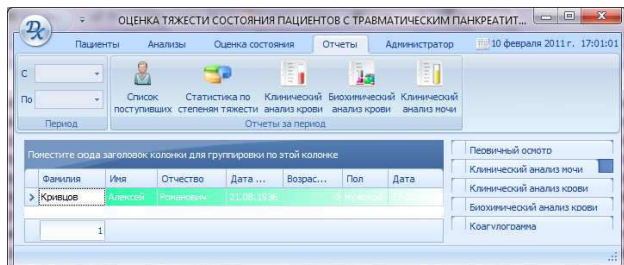 ОЦЕНКА ТЯЖЕСТИ СОСТОЯНИЯ ПАЦИЕНТОВ С ТРАВМАТИЧЕСКИМ ПАНКРЕАТИТ...
Пациенты Анализы Оценка состояния Отчеты Администратор 10 февраля 2011 г. 17:01:01
С
По
Период
Список поступивших
Статистика по степеням тяжести
Клинический анализ крови
Биохимический анализ крови
Клинический анализ мочи
Отчеты за период
Поместите сюда заголовок колонки для группировки по этой колонке
Фамилия Имя Отчество Дата ... Возрас... Пол Дата
Кривцов Алексей Романович 21.08.1936
1
Первичный осмотр
Клинический анализ мочи
Клинический анализ крови
Биохимический анализ крови
Коагулограмма